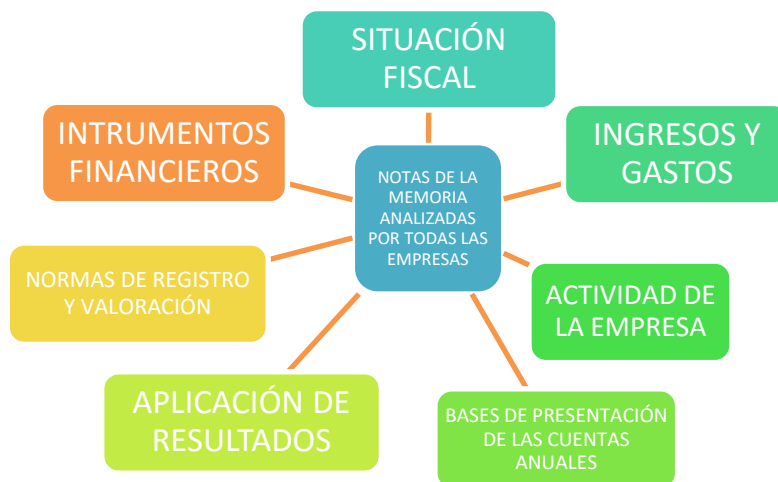 SITUACIÓN
FISCAL
INTRUMENTOS
FINANCIEROS
INGRESOS Y
GASTOS
NOTAS DE LA
MEMORIA
ANALIZADAS
POR TODAS LAS
EMPRESAS
NORMAS DE REGISTRO
Y VALORACIÓN
ACTIVIDAD DE
LA EMPRESA
APLICACIÓN DE
RESULTADOS
BASES DE PRESENTACIÓN
DE LAS CUENTAS
ANUALES